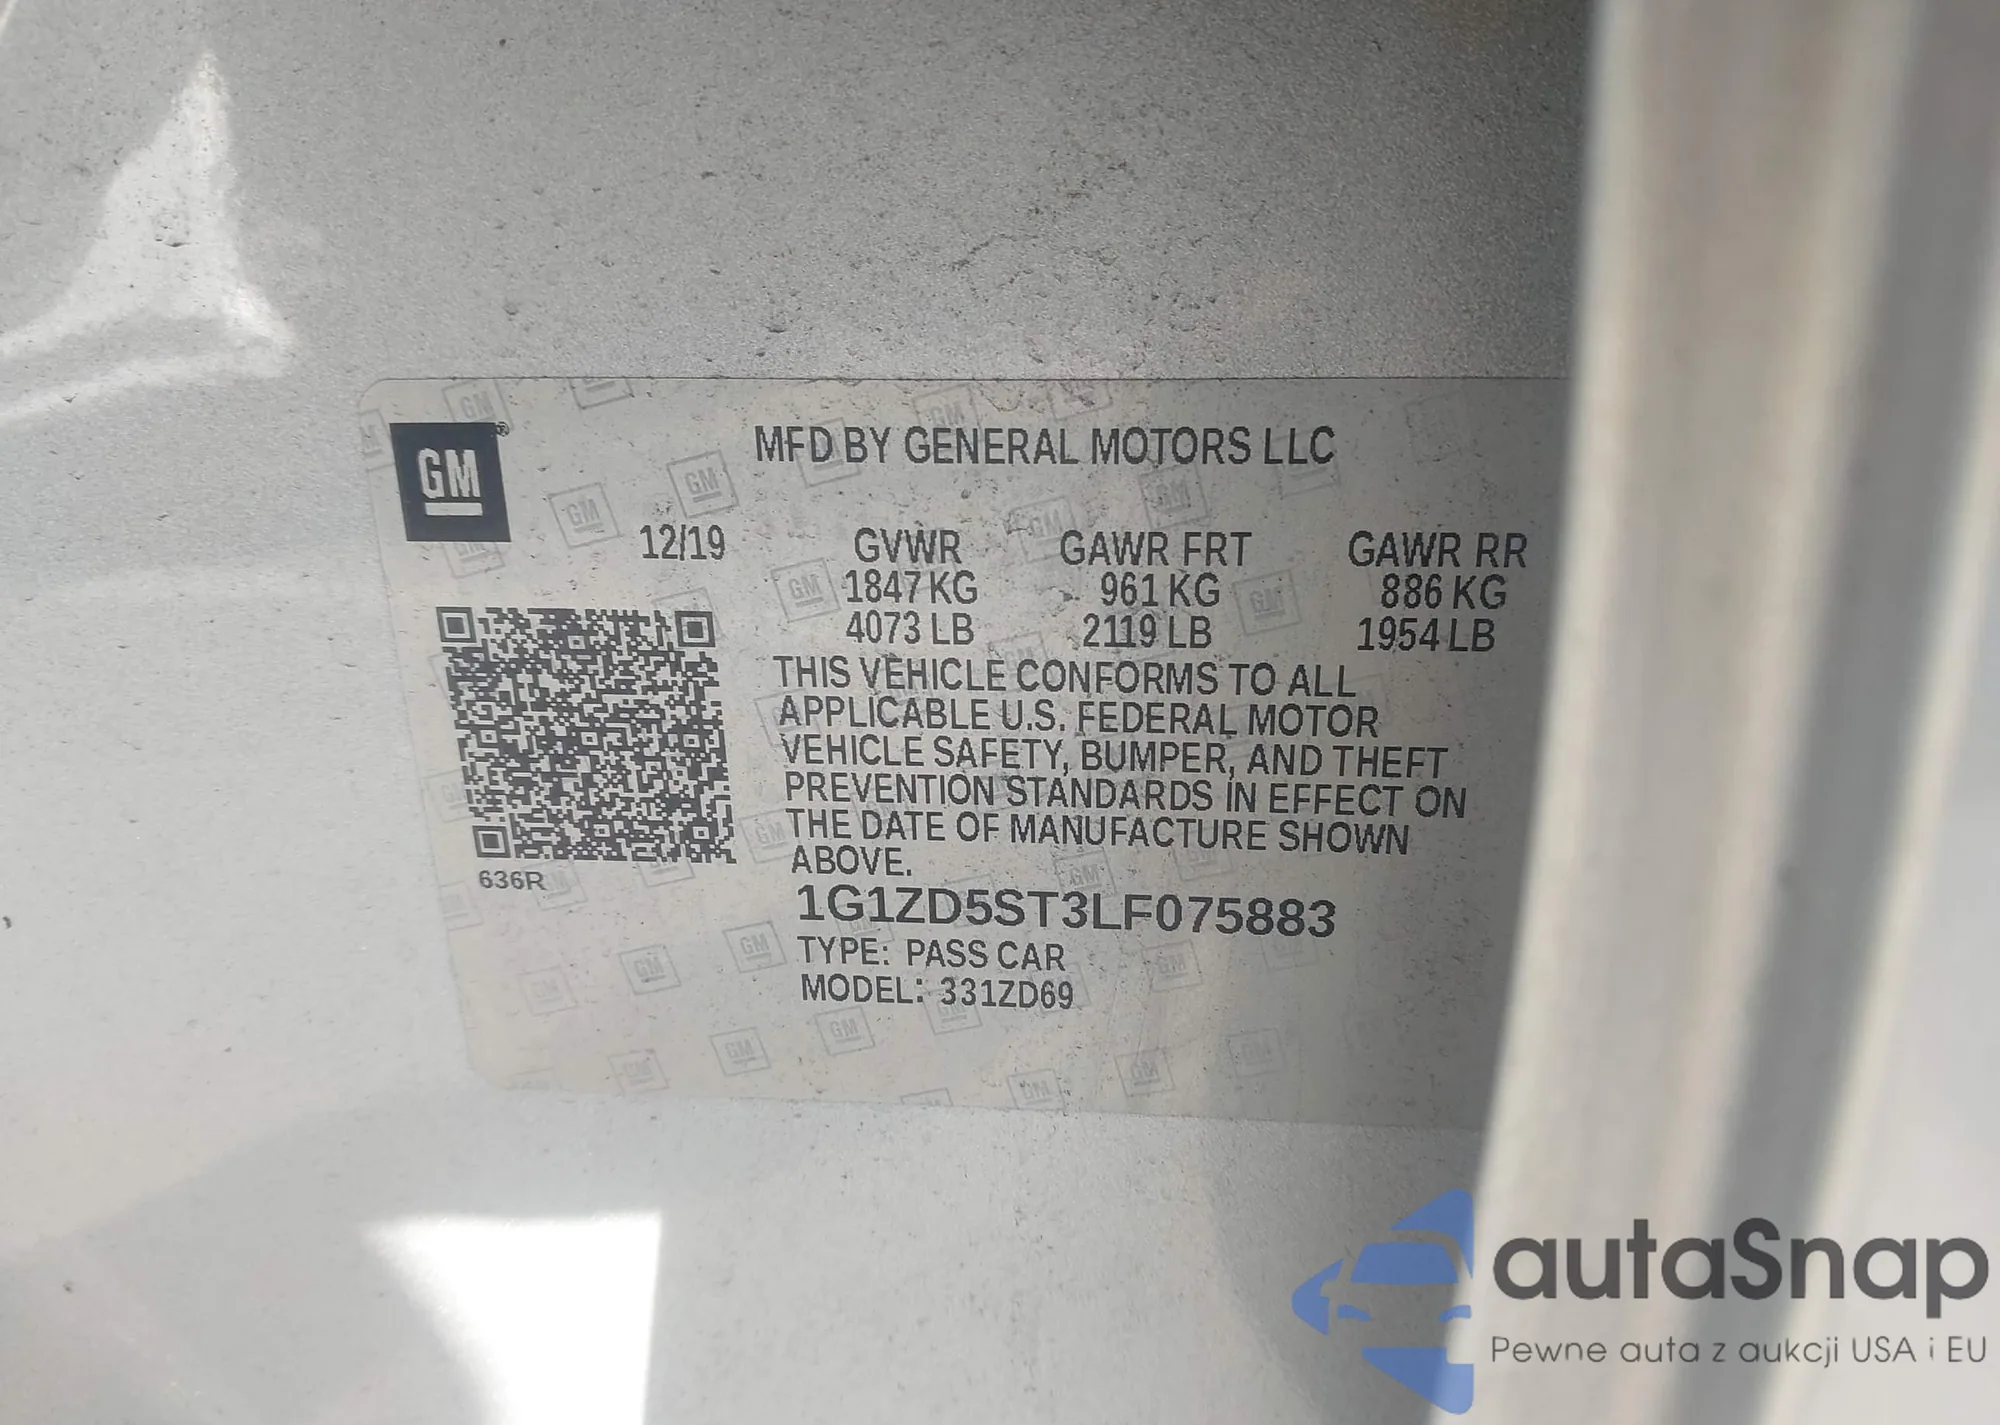 GM
MFD BY GENERAL MOTORS LLC
12/19 GVWR GAWR FRT GAWR RR
1847 KG 961 KG 886 KG
4073 LB 2119 LB 1954 LB
THIS VEHICLE CONFORMS TO ALL
APPLICABLE U.S. FEDERAL MOTOR
VEHICLE SAFETY, BUMPER, AND THEFT
PREVENTION STANDARDS IN EFFECT ON
THE DATE OF MANUFACTURE SHOWN
ABOVE.
636R
1G1ZD5ST3LF075883
TYPE: PASS CAR
MODEL: 331ZD69
autaSnap
Pewne auta z aukcji USA i EU